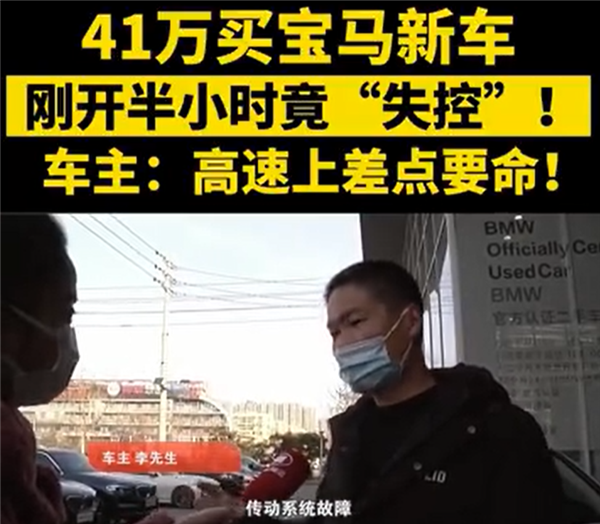 41万买宝马新车
刚开半小时竟“失控”！
车主：高速上差点要命！
BMW
Officially Ce
Used Car
BMW
官方认证二手车
车主 李先生
传动系统故障